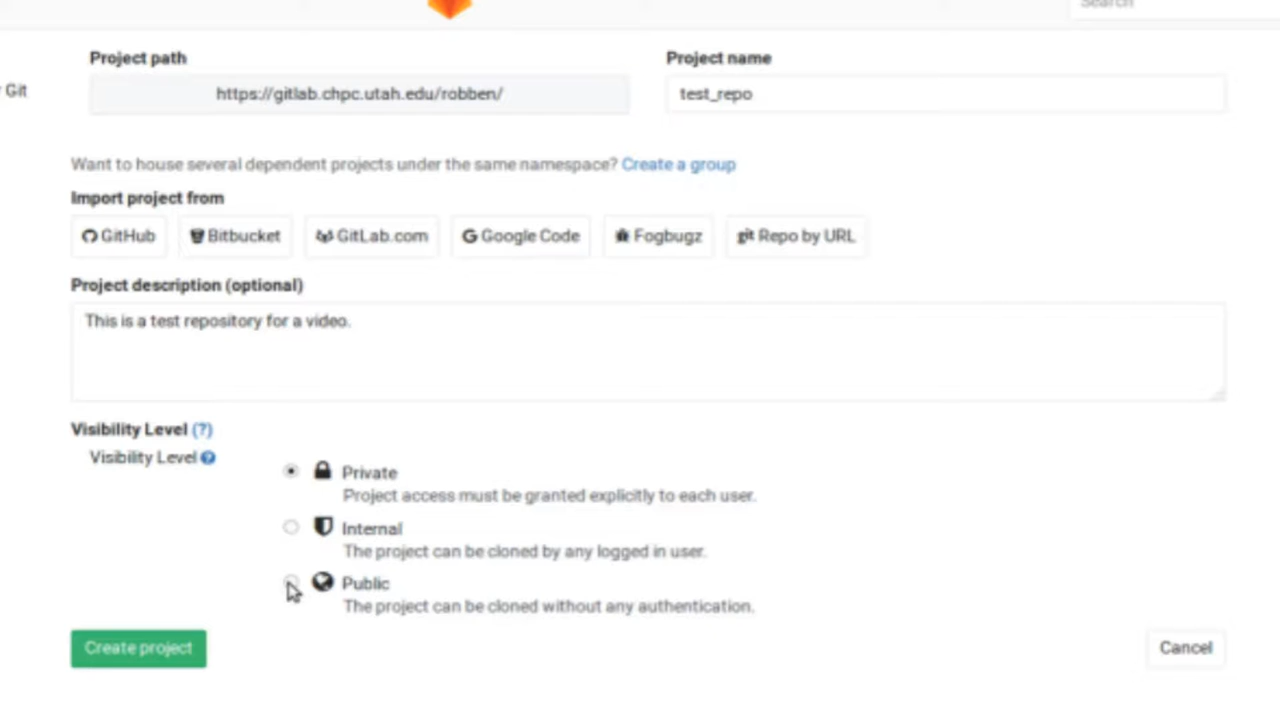 Search
Project path
Project name
Git
https://gitlab.chpc.utah.edu/robben/
test_repo
Want to house several dependent projects under the same namespace? Create a group
Import project from
GitHub
Bitbucket
GitLab.com
Google Code
Fogbugz
Repo by URL
Project description (optional)
This is a test repository for a video.
Visibility Level (?)
Visibility Level
Private
Project access must be granted explicitly to each user.
Internal
The project can be cloned by any logged in user.
Public
The project can be cloned without any authentication.
Create project
Cancel